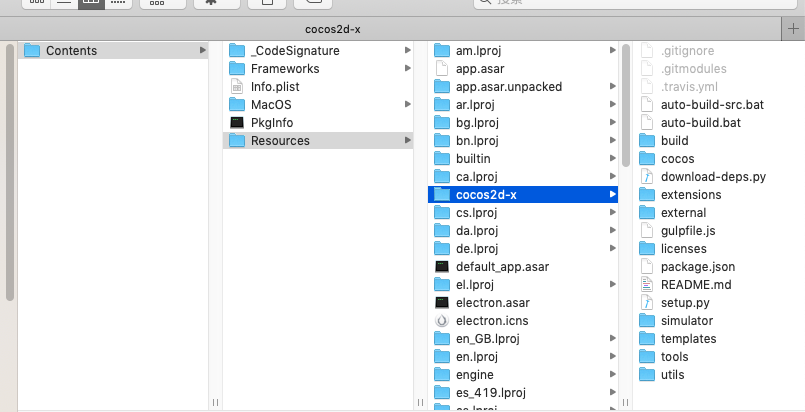 搜索
cocos2d-x
Contents
_CodeSignature
Frameworks
Info.plist
MacOS
PkgInfo
Resources
am.lproj
app.asar
app.asar.unpacked
ar.lproj
bg.lproj
bn.lproj
builtin
ca.lproj
cocos2d-x
cs.lproj
da.lproj
de.lproj
default_app.asar
el.lproj
electron.asar
electron.icns
en_GB.lproj
en.lproj
engine
es_419.lproj
.gitignore
.gitmodules
.travis.yml
auto-build-src.bat
auto-build.bat
build
cocos
download-deps.py
extensions
external
gulpfile.js
licenses
package.json
README.md
setup.py
simulator
templates
tools
utils